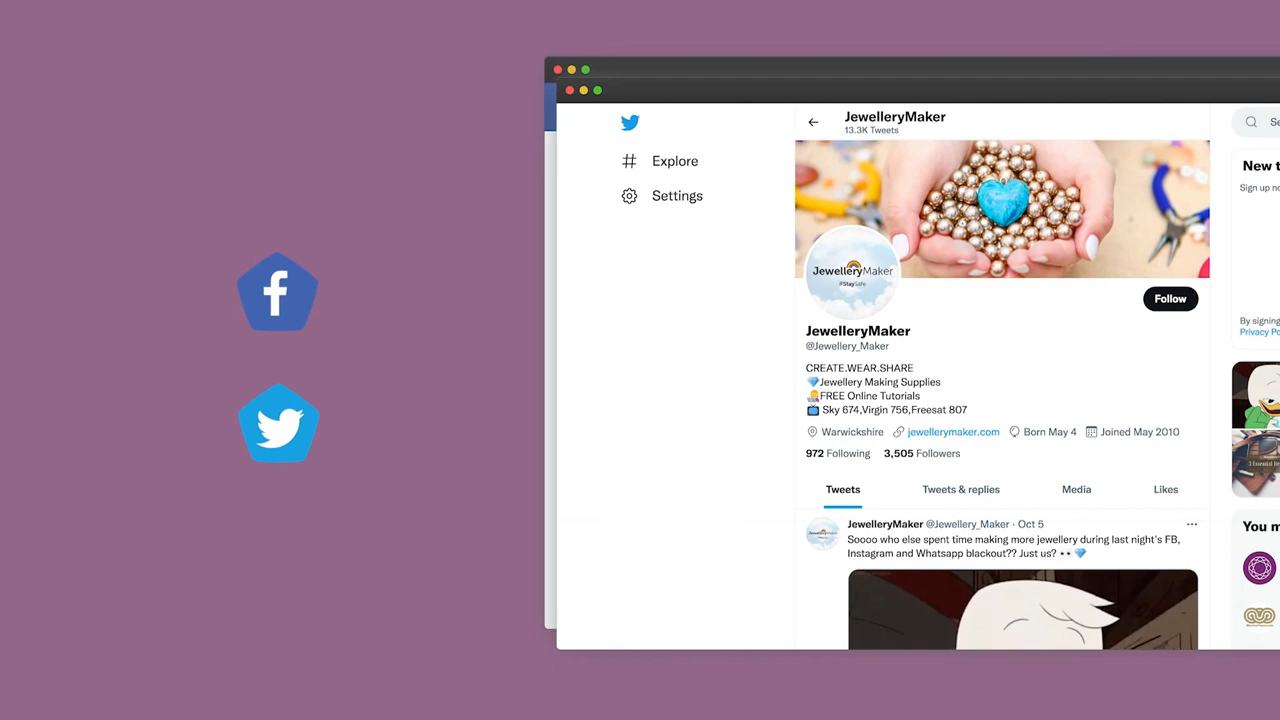 JewelleryMaker
13.3K Tweets
Explore
Settings
JewelleryMaker
#StaySafe
Follow
JewelleryMaker
@Jewellery_Maker
CREATE.WEAR.SHARE
💎Jewellery Making Supplies
FREE Online Tutorials
📺 Sky 674,Virgin 756,Freesat 807
Warwickshire jewellerymaker.com Born May 4 Joined May 2010
972 Following 3,505 Followers
Tweets Tweets & replies Media Likes
JewelleryMaker @Jewellery_Maker · Oct 5
Soooo who else spent time making more jewellery during last night's FB,
Instagram and Whatsapp blackout?? Just us? 👀 💎
Se
New t
Sign up no
By signing
Privacy Po
You m